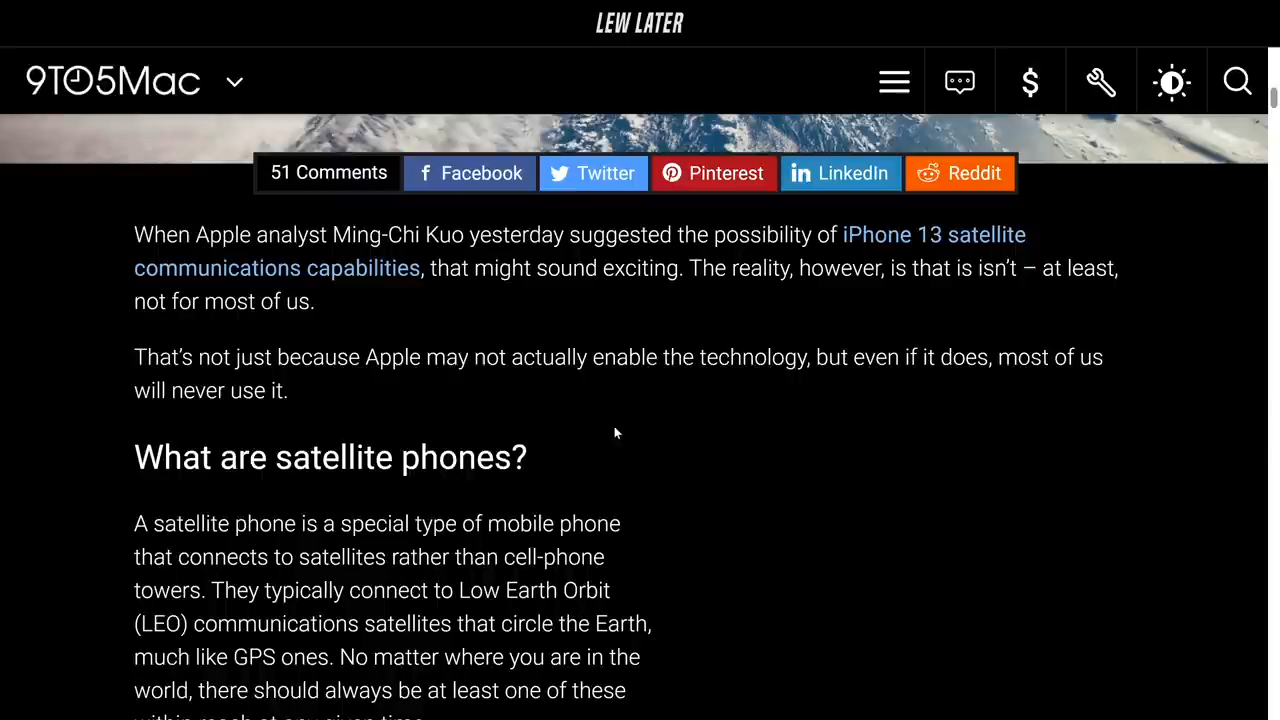 LEW LATER
9TO5Mac
51 Comments
Facebook
Twitter
Pinterest
LinkedIn
Reddit
When Apple analyst Ming-Chi Kuo yesterday suggested the possibility of iPhone 13 satellite
communications capabilities, that might sound exciting. The reality, however, is that is isn’t – at least,
not for most of us.
That’s not just because Apple may not actually enable the technology, but even if it does, most of us
will never use it.
What are satellite phones?
A satellite phone is a special type of mobile phone
that connects to satellites rather than cell-phone
towers. They typically connect to Low Earth Orbit
(LEO) communications satellites that circle the Earth,
much like GPS ones. No matter where you are in the
world, there should always be at least one of these
within reach at any given time.